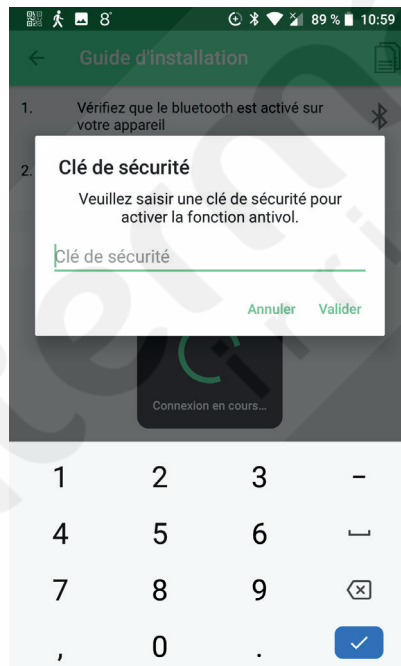 8° 89 % 10:59
Guide d'installation
1. Vérifiez que le bluetooth est activé sur
votre appareil
2.
Clé de sécurité
Veuillez saisir une clé de sécurité pour
activer la fonction antivol.
Clé de sécurité
Annuler Valider
Connexion en cours...
1 2 3 -
4 5 6
7 8 9
, 0 .